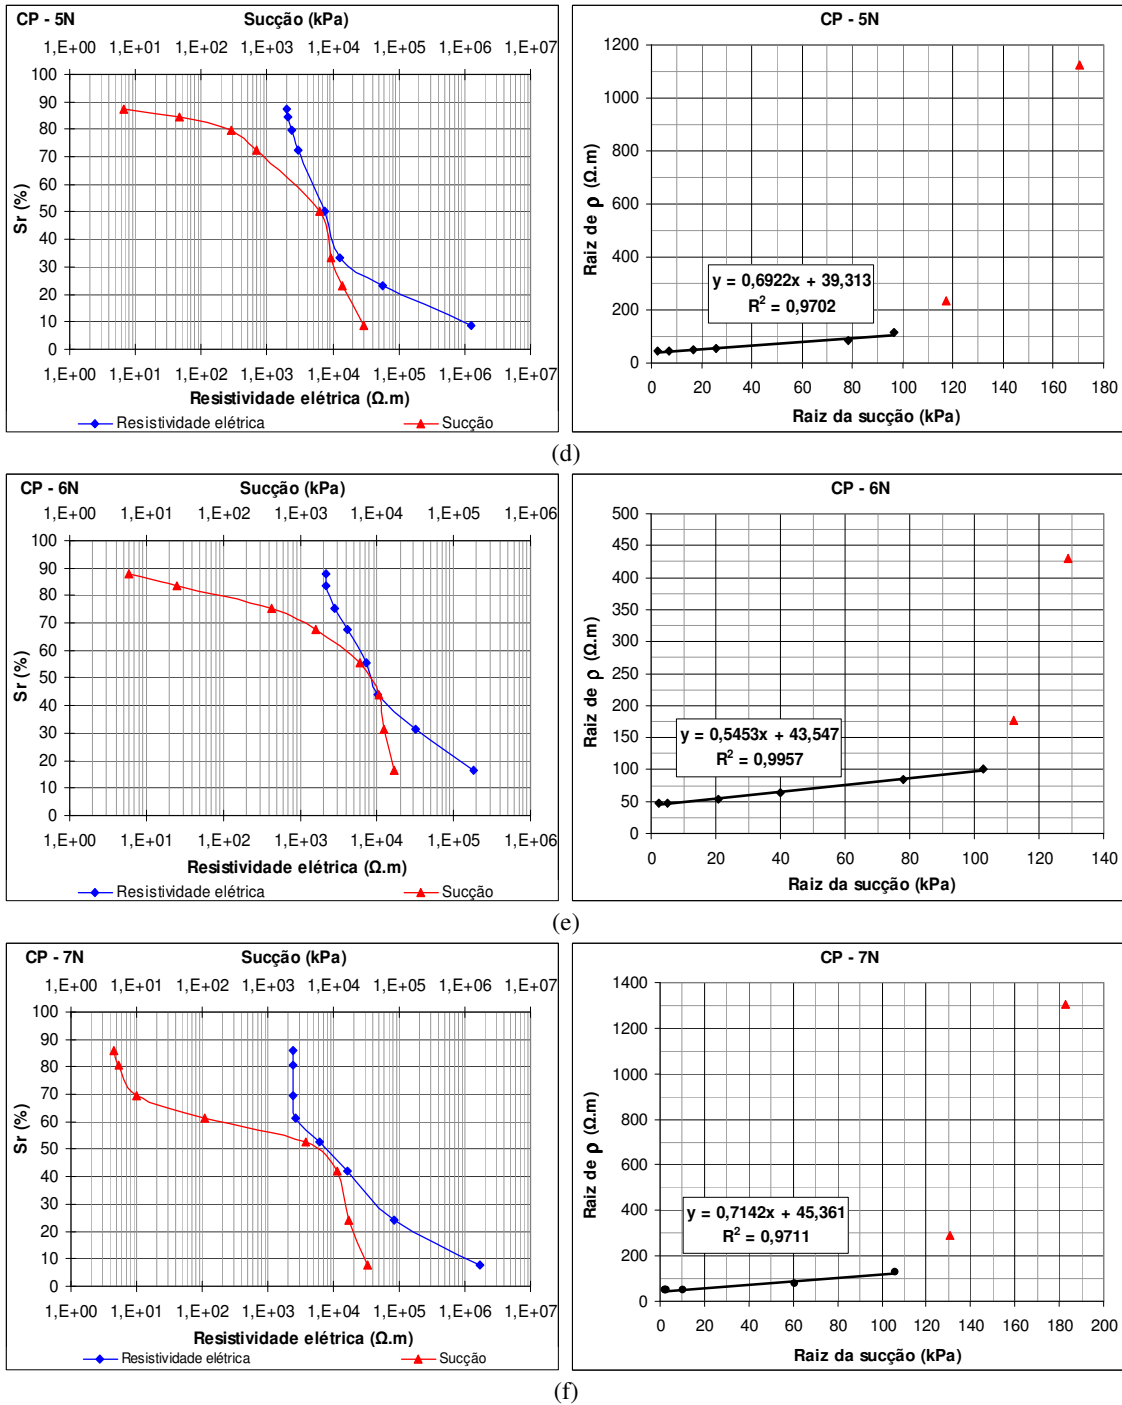 CP - 5N Sucção (kPa)
1,E+00 1,E+01 1,E+02 1,E+03 1,E+04 1,E+05 1,E+06 1,E+07
100
90
80
70
60
50
40
30
20
10
0
Sr (%)
1,E+00 1,E+01 1,E+02 1,E+03 1,E+04 1,E+05 1,E+06 1,E+07
Resistividade elétrica (Ω.m)
Resistividade elétrica Sucção
CP - 5N
1200
1000
800
600
400
200
0
Raiz de ρ (Ω.m)
y = 0,6922x + 39,313
R² = 0,9702
0 20 40 60 80 100 120 140 160 180
Raiz da sucção (kPa)
(d)
CP - 6N Sucção (kPa)
1,E+00 1,E+01 1,E+02 1,E+03 1,E+04 1,E+05 1,E+06
100
90
80
70
60
50
40
30
20
10
0
Sr (%)
1,E+00 1,E+01 1,E+02 1,E+03 1,E+04 1,E+05 1,E+06
Resistividade elétrica (Ω.m)
Resistividade elétrica Sucção
CP - 6N
500
450
400
350
300
250
200
150
100
50
0
Raiz de ρ (Ω.m)
y = 0,5453x + 43,547
R² = 0,9957
0 20 40 60 80 100 120 140
Raiz da sucção (kPa)
(e)
CP - 7N Sucção (kPa)
1,E+00 1,E+01 1,E+02 1,E+03 1,E+04 1,E+05 1,E+06 1,E+07
100
90
80
70
60
50
40
30
20
10
0
Sr (%)
1,E+00 1,E+01 1,E+02 1,E+03 1,E+04 1,E+05 1,E+06 1,E+07
Resistividade elétrica (Ω.m)
Resistividade elétrica Sucção
CP - 7N
1400
1200
1000
800
600
400
200
0
Raiz de ρ (Ω.m)
y = 0,7142x + 45,361
R² = 0,9711
0 20 40 60 80 100 120 140 160 180 200
Raiz da sucção (kPa)
(f)